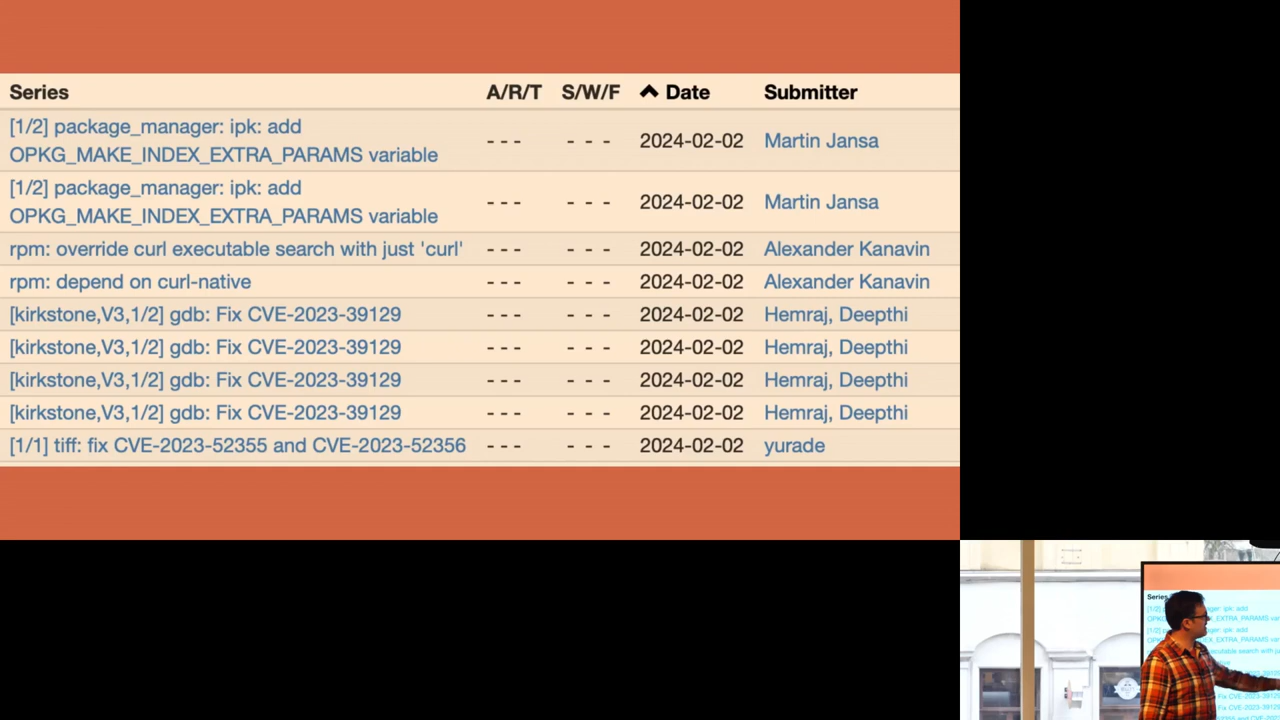 Series A/R/T S/W/F Date Submitter
[1/2] package_manager: ipk: add
OPKG_MAKE_INDEX_EXTRA_PARAMS variable - - - - - - 2024-02-02 Martin Jansa
[1/2] package_manager: ipk: add
OPKG_MAKE_INDEX_EXTRA_PARAMS variable - - - - - - 2024-02-02 Martin Jansa
rpm: override curl executable search with just 'curl' - - - - - - 2024-02-02 Alexander Kanavin
rpm: depend on curl-native - - - - - - 2024-02-02 Alexander Kanavin
[kirkstone,V3,1/2] gdb: Fix CVE-2023-39129 - - - - - - 2024-02-02 Hemraj, Deepthi
[kirkstone,V3,1/2] gdb: Fix CVE-2023-39129 - - - - - - 2024-02-02 Hemraj, Deepthi
[kirkstone,V3,1/2] gdb: Fix CVE-2023-39129 - - - - - - 2024-02-02 Hemraj, Deepthi
[kirkstone,V3,1/2] gdb: Fix CVE-2023-39129 - - - - - - 2024-02-02 Hemraj, Deepthi
[1/1] tiff: fix CVE-2023-52355 and CVE-2023-52356 - - - - - - 2024-02-02 yurade
Series